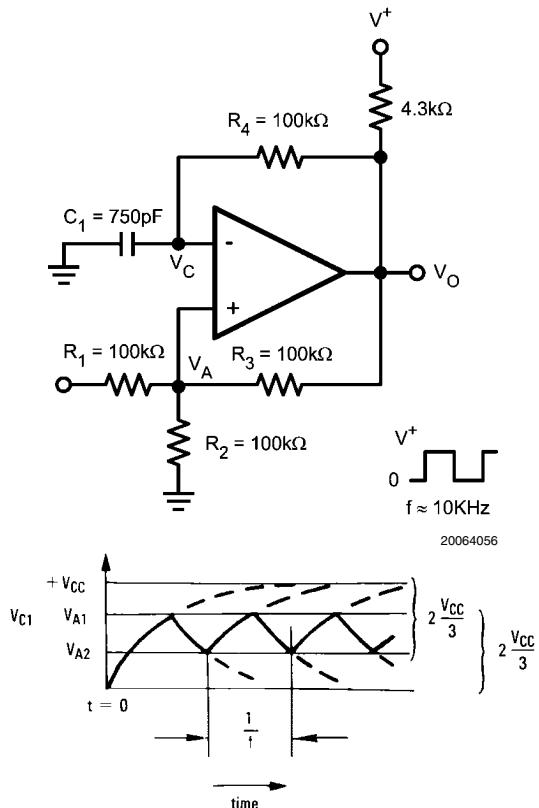 V+
4.3kΩ
R4 = 100kΩ
C1 = 750pF
VC
-
+
VO
R1 = 100kΩ
VA
R3 = 100kΩ
R2 = 100kΩ
V+
0
f ≈ 10KHz
20064056
+ VCC
VC1
VA1
VA2
2 VCC/3
2 VCC/3
t = 0
1/f
time